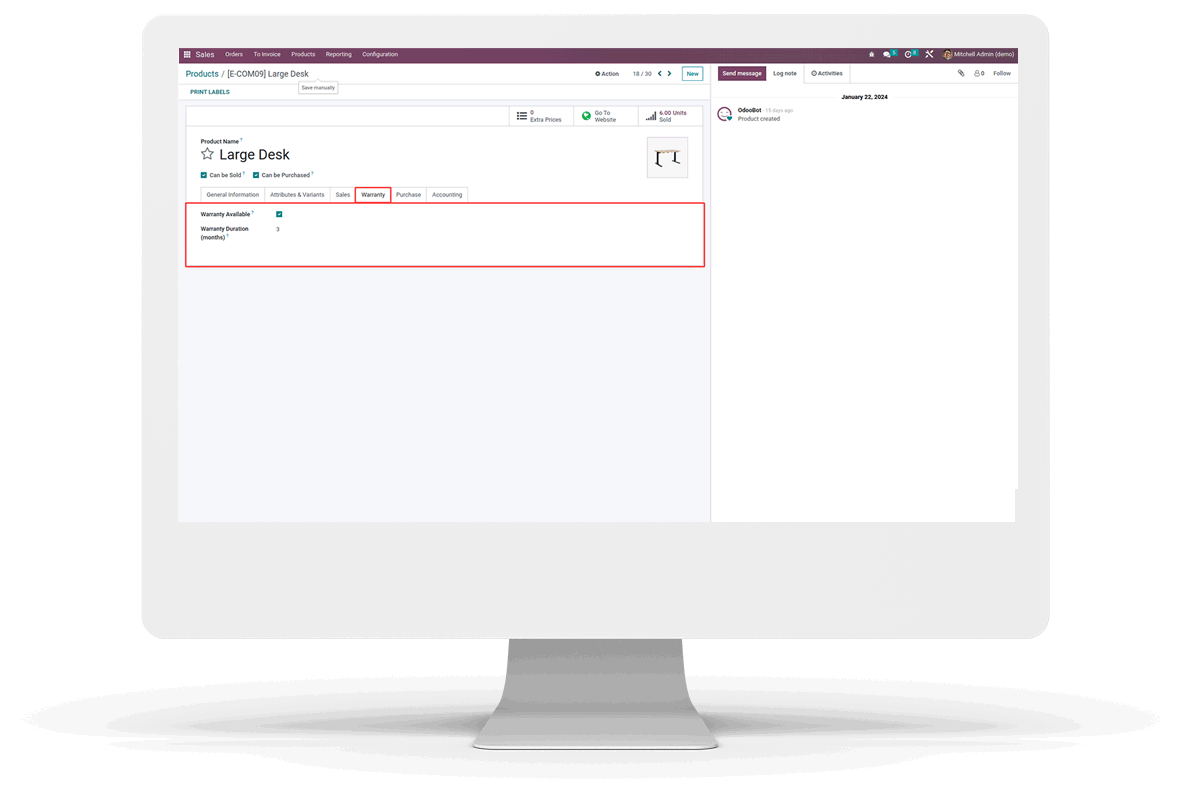 Sales Orders To Invoice Products Reporting Configuration 5 8 Mitchell Admin (demo)
Products / [E-COM09] Large Desk Action 18 / 30 New Send message Log note Activities 0 Follow
Save manually
PRINT LABELS
January 22, 2024
0
Extra Prices
Go To
Website
6.00 Units
Sold
OdooBot - 15 days ago
Product created
Product Name ?
Large Desk
Can be Sold ? Can be Purchased ?
General Information Attributes & Variants Sales Warranty Purchase Accounting
Warranty Available ?
Warranty Duration
(months) ?
3